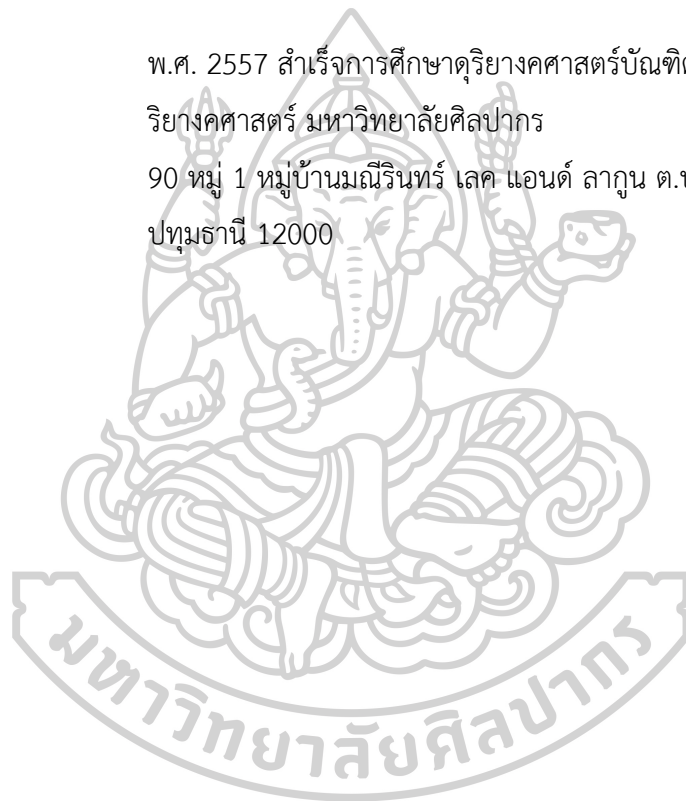 พ.ศ. 2557 สำเร็จการศึกษาดุริยางคศาสตร์บัณฑิต
ริยางคศาสตร์ มหาวิทยาลัยศิลปากร
90 หมู่ 1 หมู่บ้านมณีรินทร์ เลค แอนด์ ลากูน ต.
ปทุมธานี 12000
มหาวิทยาลัยศิลปากร